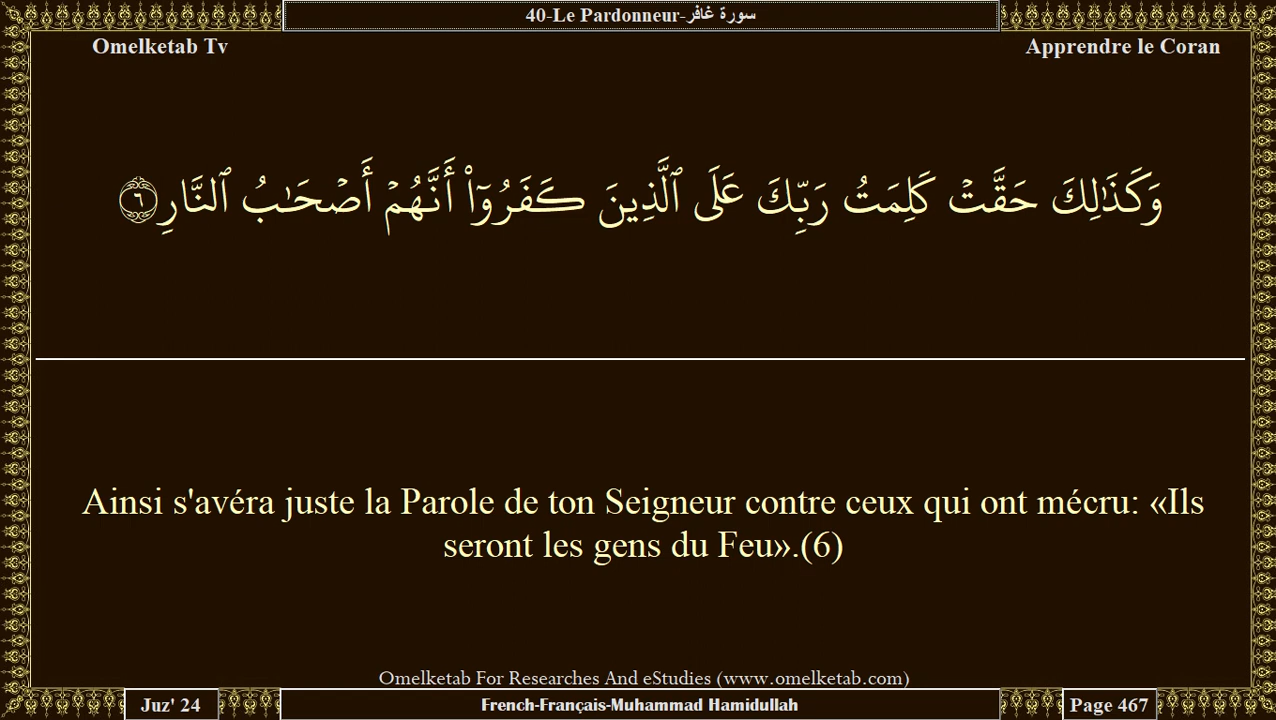 40-Le Pardonneur-سورة غافر
Omelketab Tv
Apprendre le Coran
وَكَذَٰلِكَ حَقَّتۡ كَلِمَتُ رَبِّكَ عَلَى ٱلَّذِينَ كَفَرُوٓاْ أَنَّهُمۡ أَصۡحَٰبُ ٱلنَّارِ ٦
Ainsi s'avéra juste la Parole de ton Seigneur contre ceux qui ont mécru: «Ils
seront les gens du Feu».(6)
Omelketab For Researches And eStudies (www.omelketab.com)
Juz' 24
French-Français-Muhammad Hamidullah
Page 467